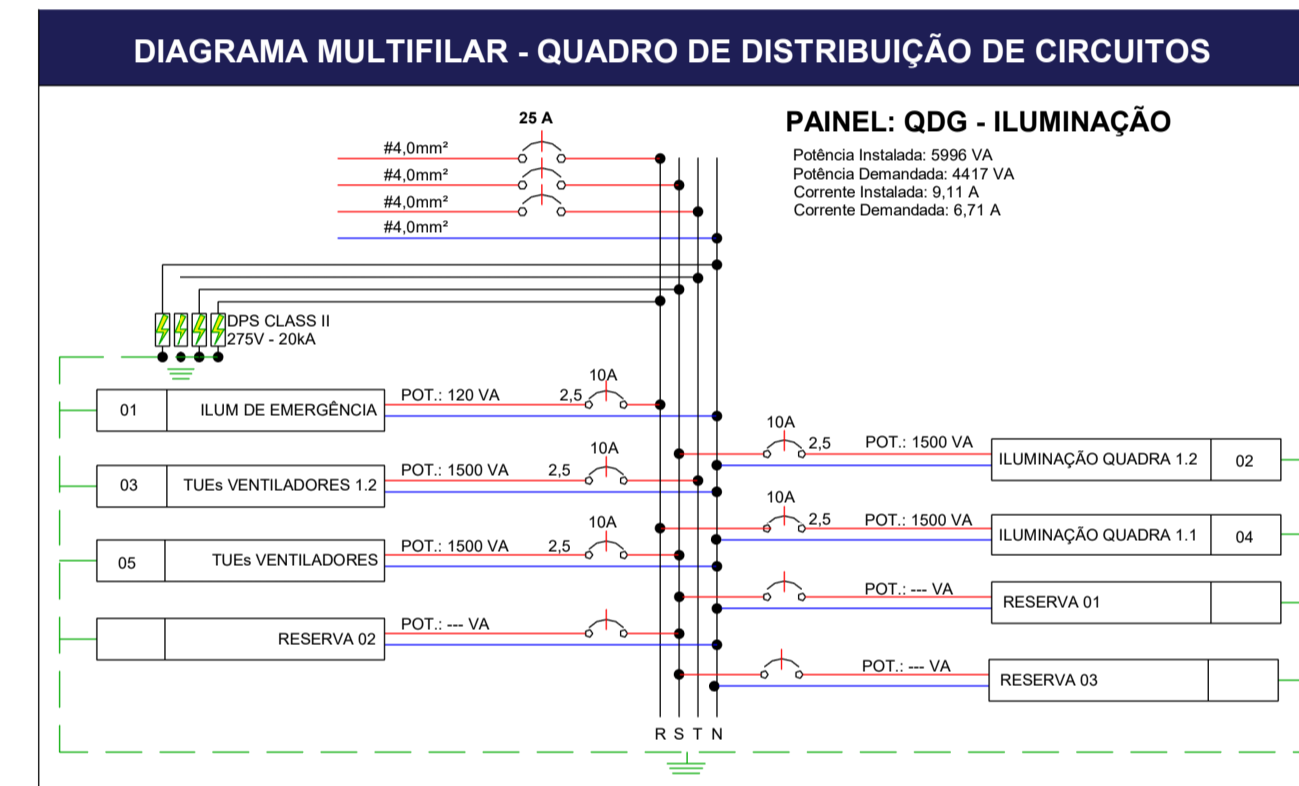 DIAGRAMA MULTIFILAR - QUADRO DE DISTRIBUIÇÃO DE CIRCUITOS
PAINEL: QDG - ILUMINAÇÃO
Potência Instalada: 5996 VA
Potência Demandada: 4417 VA
Corrente Instalada: 9,11 A
Corrente Demandada: 6,71 A
25 A
#4,0mm²
#4,0mm²
#4,0mm²
#4,0mm²
DPS CLASS II
275V - 20kA
01 ILUM DE EMERGÊNCIA POT.: 120 VA 2,5 10A
03 TUEs VENTILADORES 1.2 POT.: 1500 VA 2,5 10A
05 TUEs VENTILADORES POT.: 1500 VA 2,5 10A
RESERVA 02 POT.: --- VA
10A 2,5 POT.: 1500 VA ILUMINAÇÃO QUADRA 1.2 02
10A 2,5 POT.: 1500 VA ILUMINAÇÃO QUADRA 1.1 04
POT.: --- VA RESERVA 01
POT.: --- VA RESERVA 03
R S T N